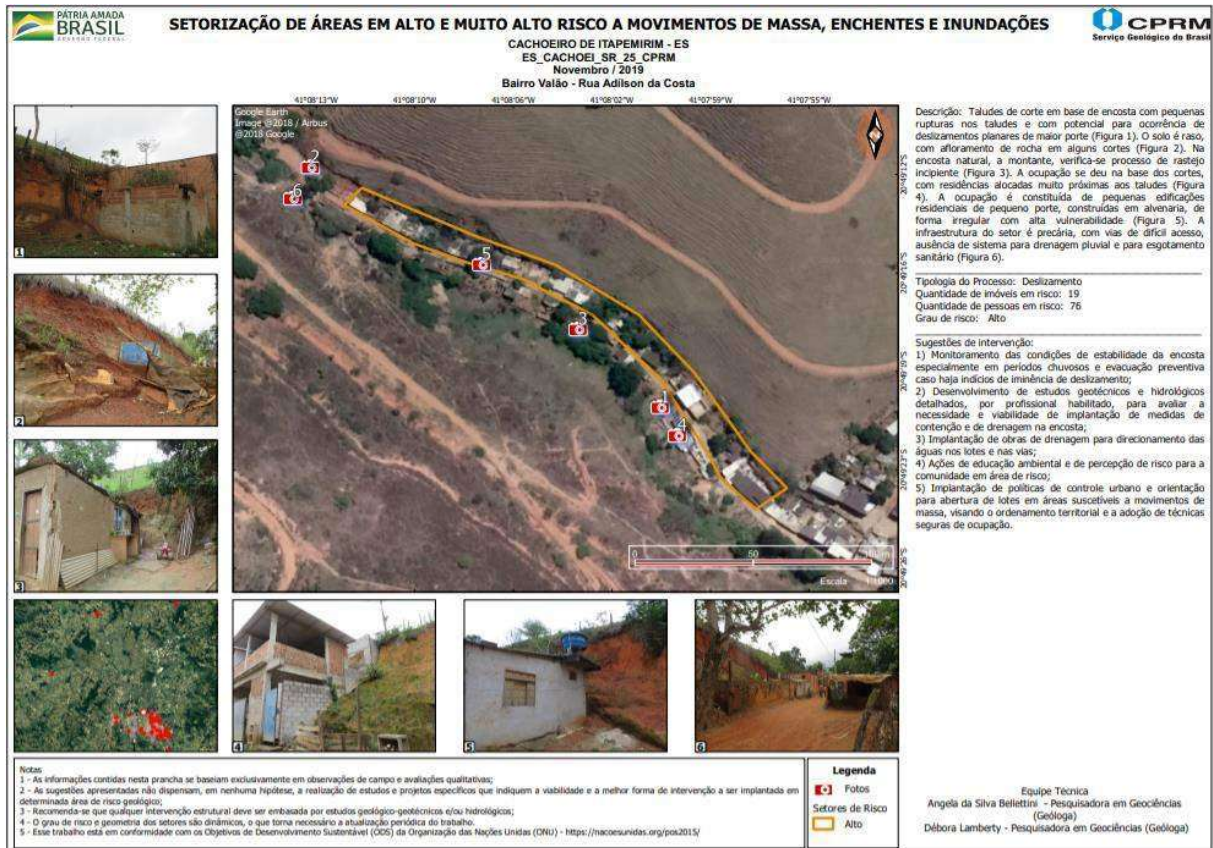 PÁTRIA AMADA
BRASIL
GOVERNO FEDERAL
SETORIZAÇÃO DE ÁREAS EM ALTO E MUITO ALTO RISCO A MOVIMENTOS DE MASSA, ENCHENTES E INUNDAÇÕES
CACHOEIRO DE ITAPEMIRIM - ES
ES_CACHOEI_SR_25_CPRM
Novembro / 2019
Bairro Valão - Rua Adilson da Costa
CPRM
Serviço Geológico do Brasil
41°08'13"W 41°08'10"W 41°08'06"W 41°08'02"W 41°07'59"W 41°07'55"W
Google Earth
Image @2018 / Airbus
@2018 Google
20°49'12"S
20°49'16"S
20°49'19"S
20°49'23"S
20°49'26"S
2
6
5
3
1
4
0 50 100 m
Escala 1:1000
1
2
3
4
5
6
Descrição: Taludes de corte em base de encosta com pequenas
rupturas nos taludes e com potencial para ocorrência de
deslizamentos planares de maior porte (Figura 1). O solo é raso,
com afloramento de rocha em alguns cortes (Figura 2). Na
encosta natural, a montante, verifica-se processo de rastejo
incipiente (Figura 3). A ocupação se deu na base dos cortes,
com residências alocadas muito próximas aos taludes (Figura
4). A ocupação é constituída de pequenas edificações
residenciais de pequeno porte, construídas em alvenaria, de
forma irregular com alta vulnerabilidade (Figura 5). A
infraestrutura do setor é precária, com vias de difícil acesso,
ausência de sistema para drenagem pluvial e para esgotamento
sanitário (Figura 6).
Tipologia do Processo: Deslizamento
Quantidade de imóveis em risco: 19
Quantidade de pessoas em risco: 76
Grau de risco: Alto
Sugestões de intervenção:
1) Monitoramento das condições de estabilidade da encosta
especialmente em períodos chuvosos e evacuação preventiva
caso haja indícios de iminência de deslizamento;
2) Desenvolvimento de estudos geotécnicos e hidrológicos
detalhados, por profissional habilitado, para avaliar a
necessidade e viabilidade de implantação de medidas de
contenção e de drenagem na encosta;
3) Implantação de obras de drenagem para direcionamento das
águas nos lotes e nas vias;
4) Ações de educação ambiental e de percepção de risco para a
comunidade em área de risco;
5) Implantação de políticas de controle urbano e orientação
para abertura de lotes em áreas suscetíveis a movimentos de
massa, visando o ordenamento territorial e a adoção de técnicas
seguras de ocupação.
Notas
1 - As informações contidas nesta prancha se baseiam exclusivamente em observações de campo e avaliações qualitativas;
2 - As sugestões apresentadas não dispensam, em nenhuma hipótese, a realização de estudos e projetos específicos que indiquem a viabilidade e a melhor forma de intervenção a ser implantada em
determinada área de risco geológico;
3 - Recomenda-se que qualquer intervenção estrutural deve ser embasada por estudos geológico-geotécnicos e/ou hidrológicos;
4 - O grau de risco e geometria dos setores são dinâmicos, o que torna necessário a atualização periódica do trabalho.
5 - Esse trabalho está em conformidade com os Objetivos de Desenvolvimento Sustentável (ODS) da Organização das Nações Unidas (ONU) - https://nacoesunidas.org/pos2015/
Legenda
Fotos
Setores de Risco
Alto
Equipe Técnica
Angela da Silva Bellettini - Pesquisadora em Geociências
(Geóloga)
Débora Lamberty - Pesquisadora em Geociências (Geóloga)